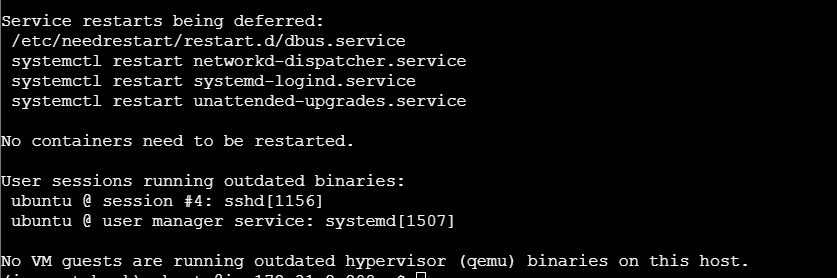 Service restarts being deferred:
/etc/needrestart/restart.d/dbus.service
systemctl restart networkd-dispatcher.service
systemctl restart systemd-logind.service
systemctl restart unattended-upgrades.service
No containers need to be restarted.
User sessions running outdated binaries:
ubuntu @ session #4: sshd[1156]
ubuntu @ user manager service: systemd[1507]
No VM guests are running outdated hypervisor (qemu) binaries on this host.